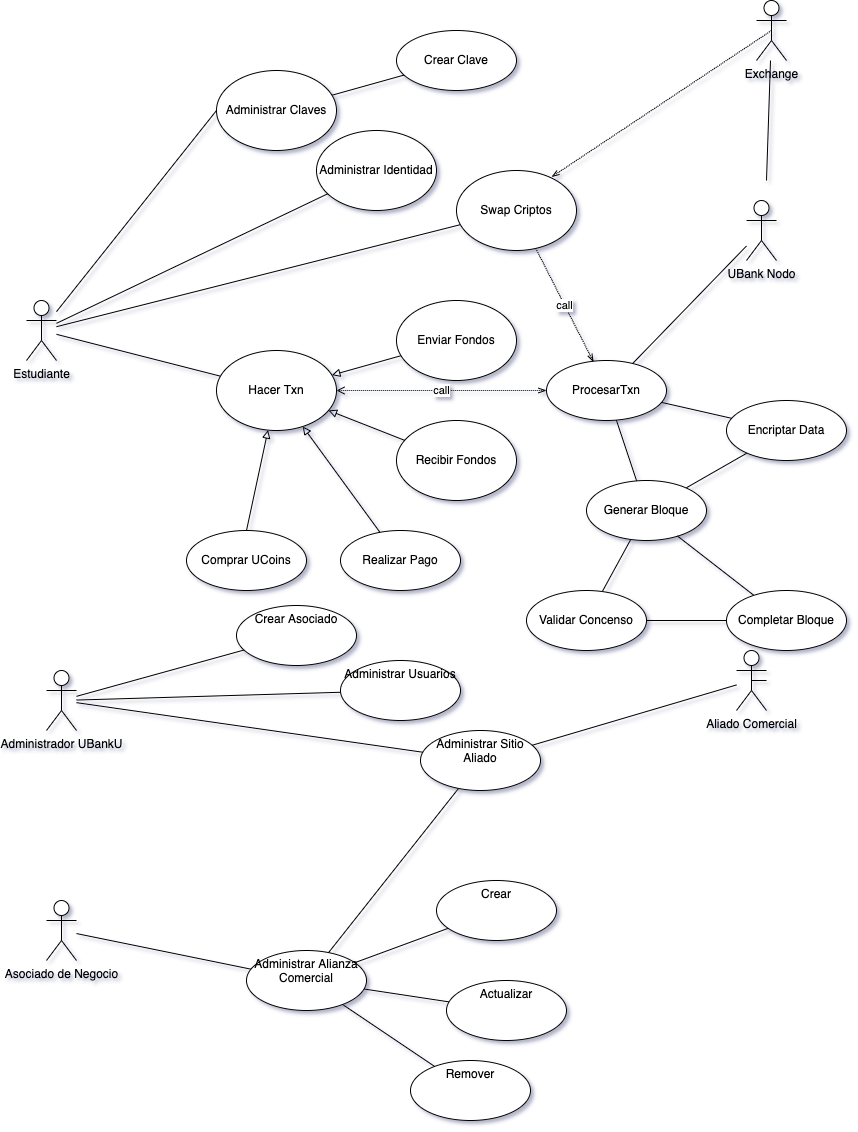 Exchange
Crear Clave
Administrar Claves
Administrar Identidad
Swap Criptos
UBank Nodo
call
Estudiante
Enviar Fondos
Hacer Txn
call
ProcesarTxn
Encriptar Data
Recibir Fondos
Generar Bloque
Comprar UCoins
Realizar Pago
Validar Concenso
Completar Bloque
Crear Asociado
Administrar Usuarios
Aliado Comercial
Administrador UBankU
Administrar Sitio
Aliado
Crear
Asociado de Negocio
Administrar Alianza
Comercial
Actualizar
Remover